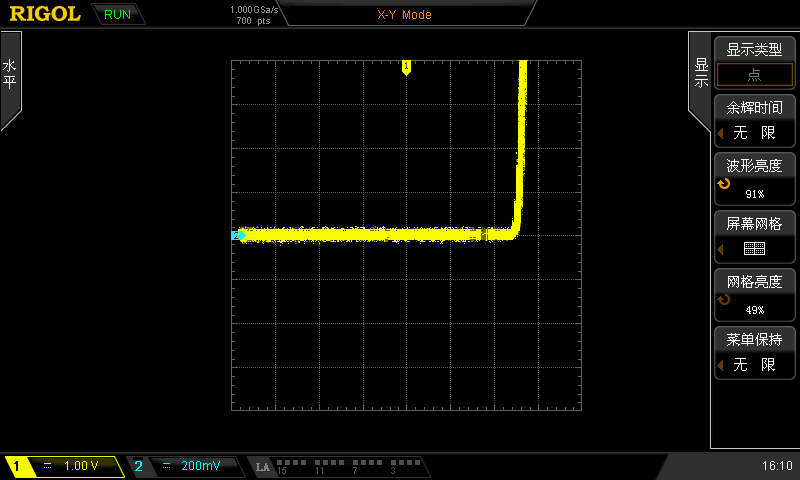 RIGOL
RUN
1.000GSa/s
700 pts
X-Y Mode
水平
1
2
显示
显示类型
点
余辉时间
无 限
波形亮度
91%
屏幕网格
网格亮度
49%
菜单保持
无 限
1 = 1.00 V
2 = 200mV
LA
15 11 7 3
16:10